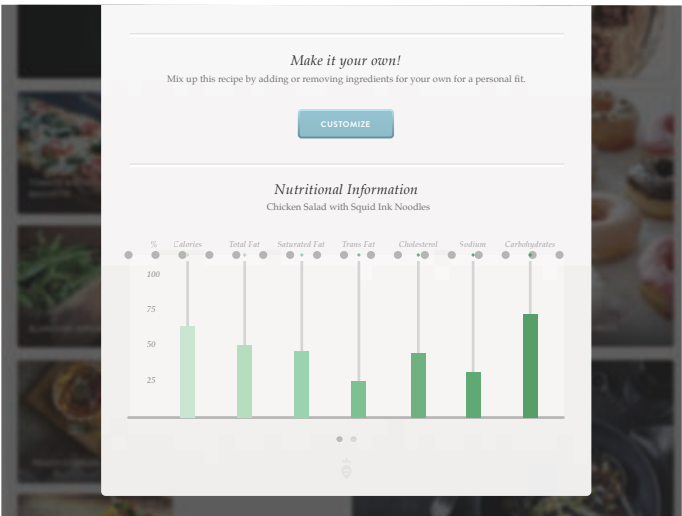 Make it your own!
Mix up this recipe by adding or removing ingredients for your own for a personal fit.
CUSTOMIZE
Nutritional Information
Chicken Salad with Squid Ink Noodles
% Calories Total Fat Saturated Fat Trans Fat Cholesterol Sodium Carbohydrates
100
75
50
25